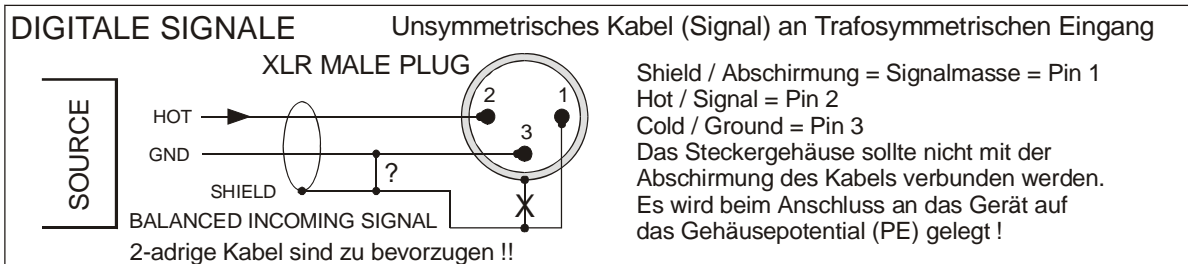 DIGITALE SIGNALE
Unsymmetrisches Kabel (Signal) an Trafosymmetrischen Eingang
XLR MALE PLUG
SOURCE
HOT
GND
SHIELD
?
2
1
3
X
BALANCED INCOMING SIGNAL
2-adrige Kabel sind zu bevorzugen !!
Shield / Abschirmung = Signalmasse = Pin 1
Hot / Signal = Pin 2
Cold / Ground = Pin 3
Das Steckergehäuse sollte nicht mit der
Abschirmung des Kabels verbunden werden.
Es wird beim Anschluss an das Gerät auf
das Gehäusepotential (PE) gelegt !